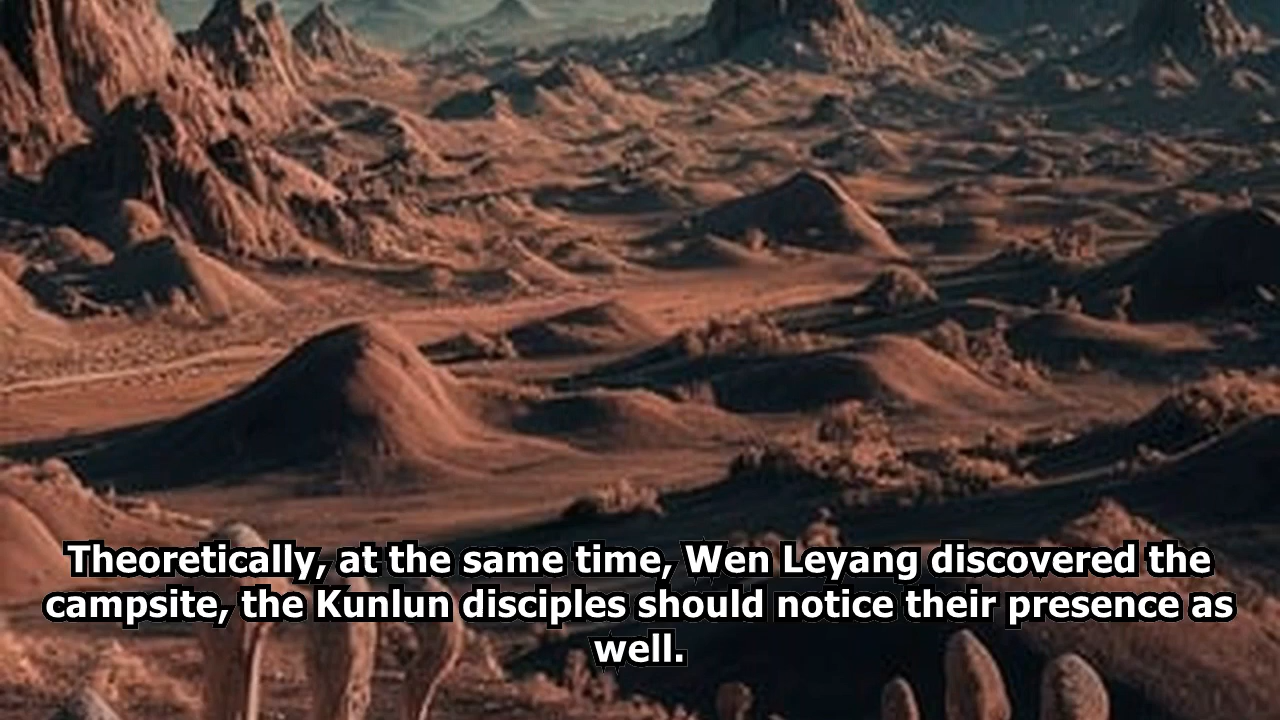 Theoretically, at the same time, Wen Leyang discovered the
campsite, the Kunlun disciples should notice their presence as
well.